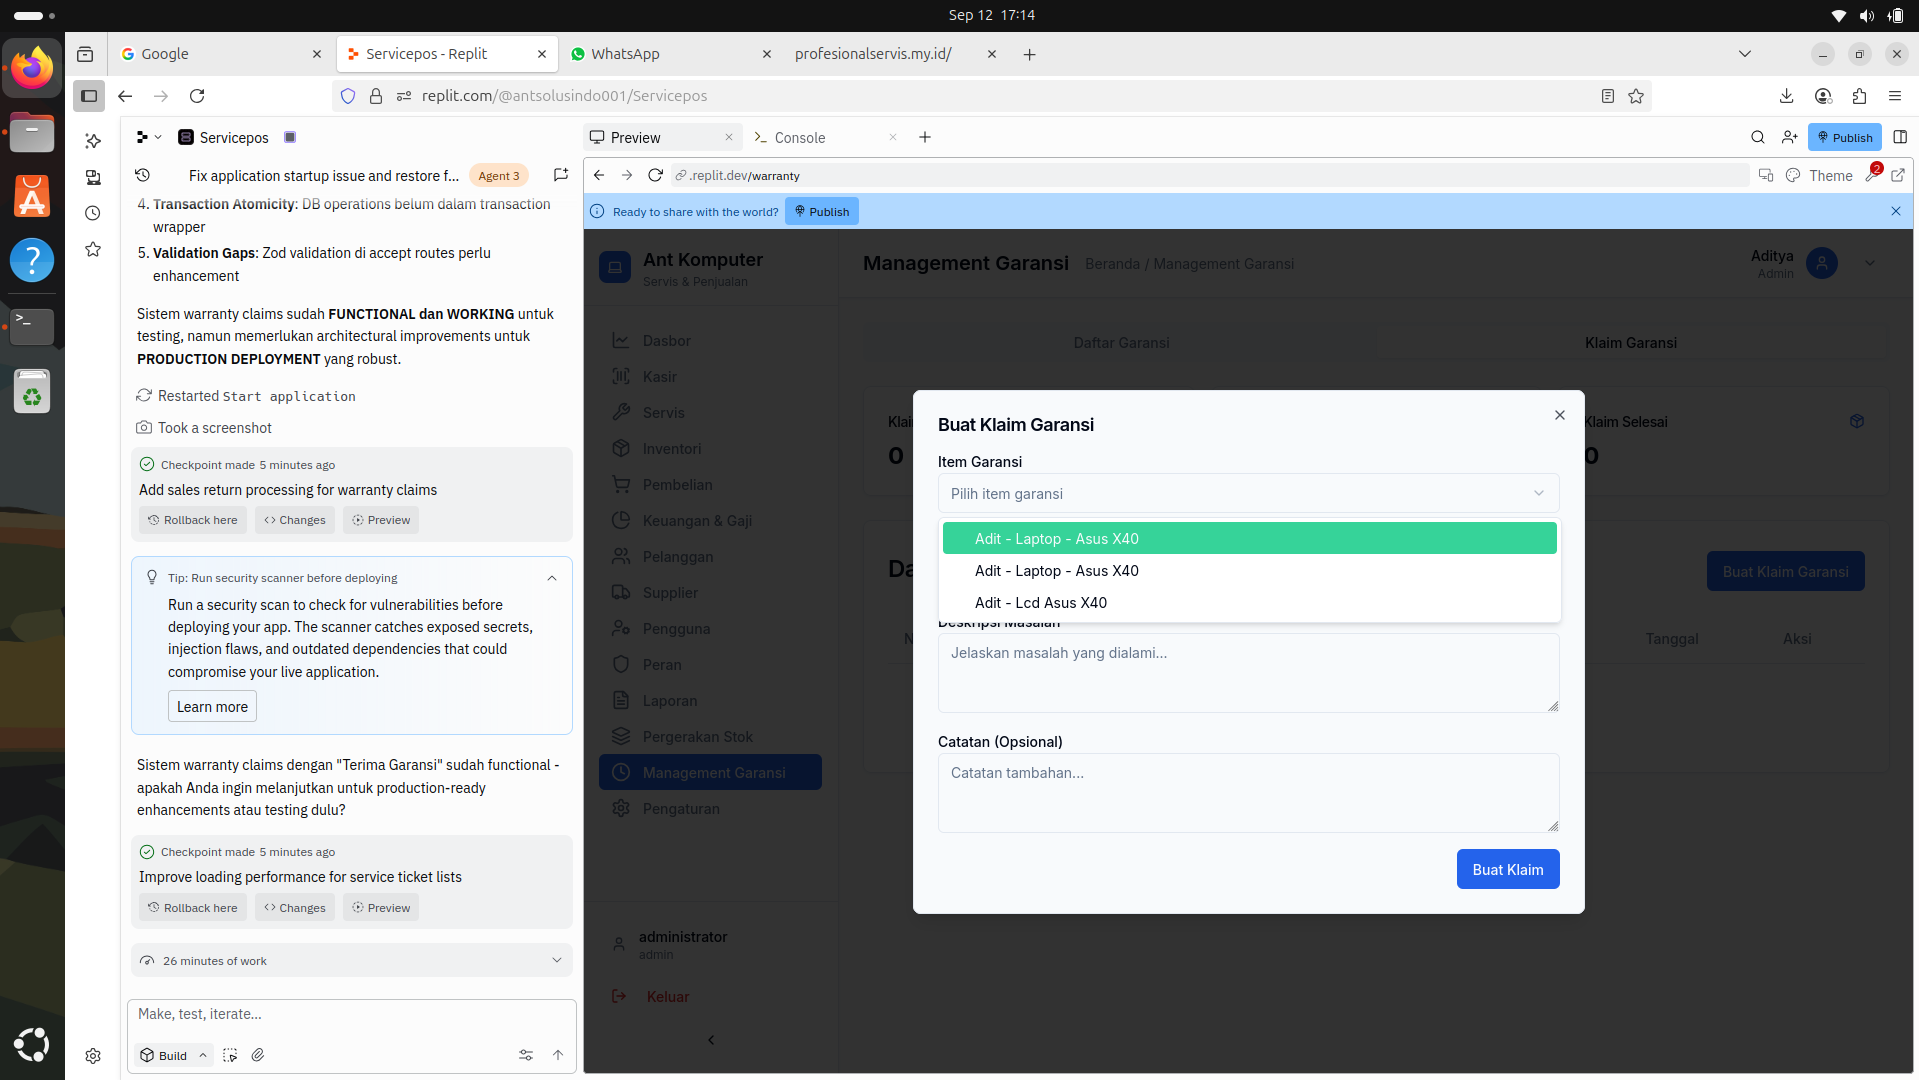 Sep 12 17:14
Google
Servicepos - Replit
WhatsApp
profesionalservis.my.id/
replit.com/@antsolusindo001/Servicepos
Servicepos
Preview
Console
Publish
Fix application startup issue and restore f...
Agent 3
.replit.dev/warranty
Theme
2
Ready to share with the world?
Publish
4. Transaction Atomicity: DB operations belum dalam transaction
wrapper
5. Validation Gaps: Zod validation di accept routes perlu
enhancement
Sistem warranty claims sudah FUNCTIONAL dan WORKING untuk
testing, namun memerlukan architectural improvements untuk
PRODUCTION DEPLOYMENT yang robust.
Restarted Start application
Took a screenshot
Checkpoint made 5 minutes ago
Add sales return processing for warranty claims
Rollback here
Changes
Preview
Tip: Run security scanner before deploying
Run a security scan to check for vulnerabilities before
deploying your app. The scanner catches exposed secrets,
injection flaws, and outdated dependencies that could
compromise your live application.
Learn more
Sistem warranty claims dengan "Terima Garansi" sudah functional -
apakah Anda ingin melanjutkan untuk production-ready
enhancements atau testing dulu?
Checkpoint made 5 minutes ago
Improve loading performance for service ticket lists
Rollback here
Changes
Preview
26 minutes of work
Make, test, iterate...
Build
Ant Komputer
Servis & Penjualan
Dasbor
Kasir
Servis
Inventori
Pembelian
Keuangan & Gaji
Pelanggan
Supplier
Pengguna
Peran
Laporan
Pergerakan Stok
Management Garansi
Pengaturan
administrator
admin
Keluar
Management Garansi
Beranda / Management Garansi
Aditya
Admin
Daftar Garansi
Klaim Garansi
Klai
0
Klaim Selesai
0
Da
Buat Klaim Garansi
N
Tanggal
Aksi
Buat Klaim Garansi
Item Garansi
Pilih item garansi
Adit - Laptop - Asus X40
Adit - Laptop - Asus X40
Adit - Lcd Asus X40
Deskripsi Masalah
Jelaskan masalah yang dialami...
Catatan (Opsional)
Catatan tambahan...
Buat Klaim